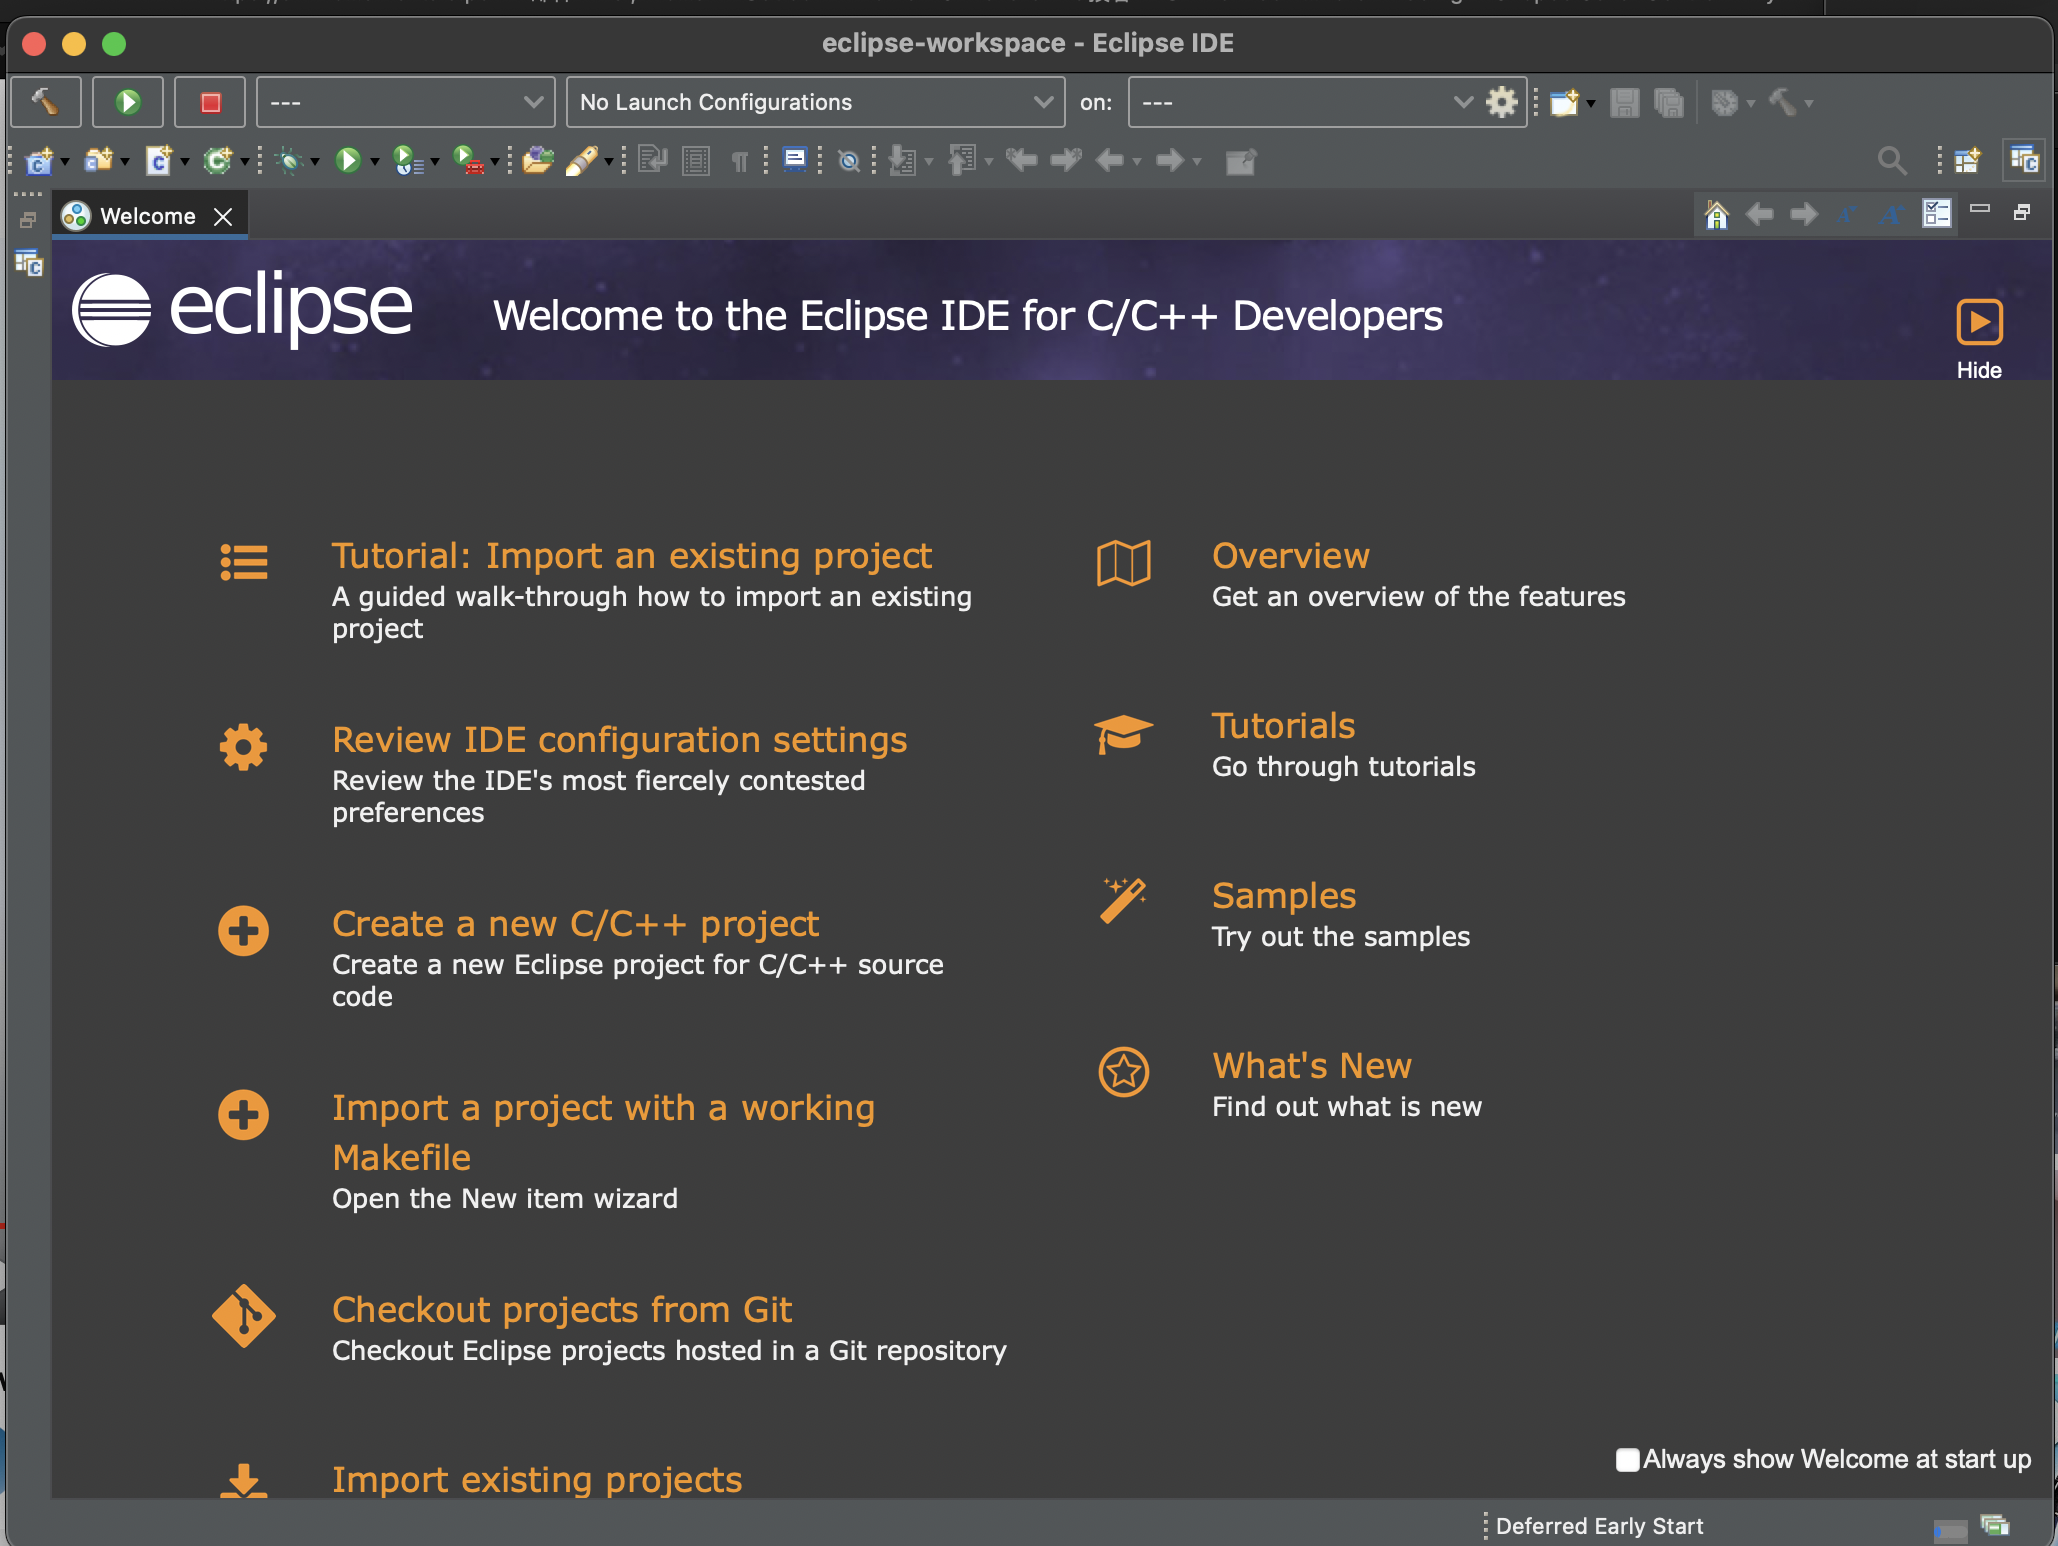 eclipse-workspace - Eclipse IDE
---
No Launch Configurations
on:
---
Welcome
eclipse
Welcome to the Eclipse IDE for C/C++ Developers
Hide
Tutorial: Import an existing project
A guided walk-through how to import an existing
project
Review IDE configuration settings
Review the IDE's most fiercely contested
preferences
Create a new C/C++ project
Create a new Eclipse project for C/C++ source
code
Import a project with a working
Makefile
Open the New item wizard
Checkout projects from Git
Checkout Eclipse projects hosted in a Git repository
Import existing projects
Overview
Get an overview of the features
Tutorials
Go through tutorials
Samples
Try out the samples
What's New
Find out what is new
Always show Welcome at start up
Deferred Early Start